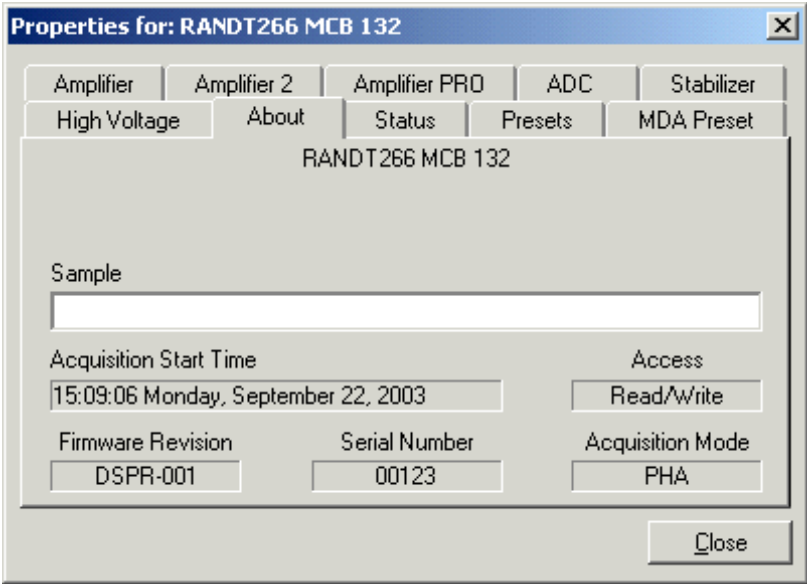 Properties for: RANDT266 MCB 132
Amplifier Amplifier 2 Amplifier PRO ADC Stabilizer
High Voltage About Status Presets MDA Preset
RANDT266 MCB 132
Sample
Acquisition Start Time Access
15:09:06 Monday, September 22, 2003 Read/Write
Firmware Revision Serial Number Acquisition Mode
DSPR-001 00123 PHA
Close